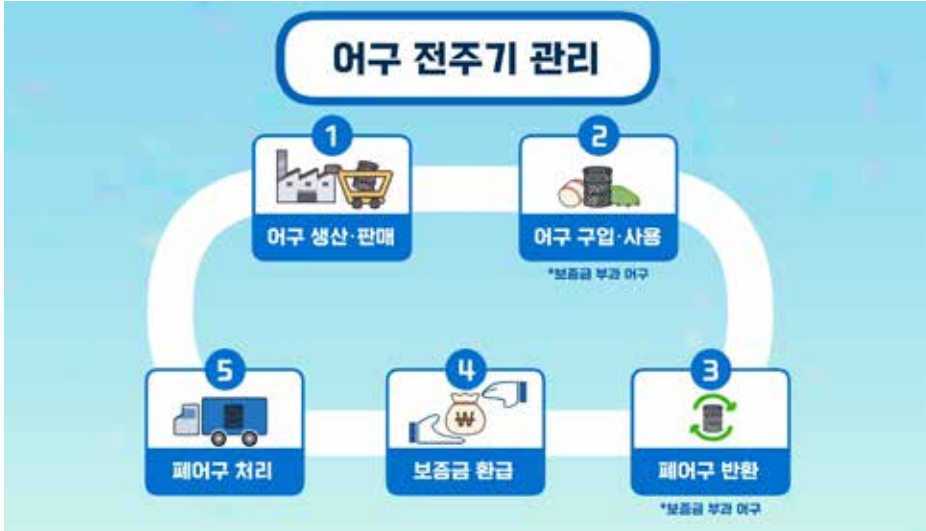 어구 전주기 관리
1
어구 생산·판매
2
어구 구입·사용
*보증금 부과 어구
3
폐어구 반환
*보증금 부과 어구
4
₩
보증금 환급
5
폐어구 처리